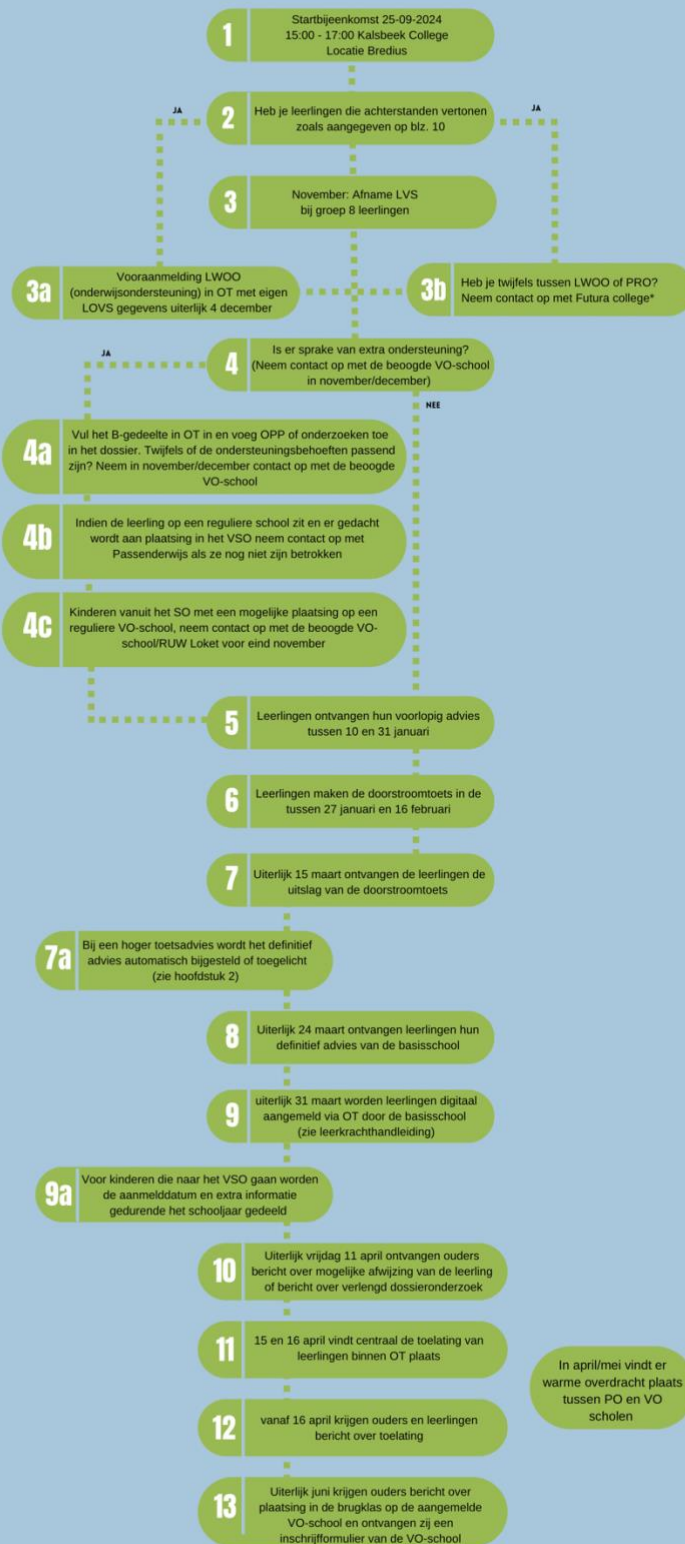 1
Startbijeenkomst 25-09-2024
15:00 - 17:00 Kalsbeek College
Locatie Bredius
JA
2
Heb je leerlingen die achterstanden vertonen
zoals aangegeven op blz. 10
JA
3
November: Afname LVS
bij groep 8 leerlingen
3a
Vooraanmelding LWOO
(onderwijsondersteuning) in OT met eigen
LOVS gegevens uiterlijk 4 december
3b
Heb je twijfels tussen LWOO of PRO?
Neem contact op met Futura college*
4
Is er sprake van extra ondersteuning?
(Neem contact op met de beoogde VO-school
in november/december)
JA
NEE
4a
Vul het B-gedeelte in OT in en voeg OPP of onderzoeken toe
in het dossier. Twijfels of de ondersteuningsbehoeften passend
zijn? Neem in november/december contact op met de beoogde
VO-school
4b
Indien de leerling op een reguliere school zit en er gedacht
wordt aan plaatsing in het VSO neem contact op met
Passenderwijs als ze nog niet zijn betrokken
4c
Kinderen vanuit het SO met een mogelijke plaatsing op een
reguliere VO-school, neem contact op met de beoogde VO-
school/RUW Loket voor eind november
5
Leerlingen ontvangen hun voorlopig advies
tussen 10 en 31 januari
6
Leerlingen maken de doorstroomtoets in de
tussen 27 januari en 16 februari
7
Uiterlijk 15 maart ontvangen de leerlingen de
uitslag van de doorstroomtoets
7a
Bij een hoger toetsadvies wordt het definitief
advies automatisch bijgesteld of toegelicht
(zie hoofdstuk 2)
8
Uiterlijk 24 maart ontvangen leerlingen hun
definitief advies van de basisschool
9
uiterlijk 31 maart worden leerlingen digitaal
aangemeld via OT door de basisschool
(zie leerkrachthandleiding)
9a
Voor kinderen die naar het VSO gaan worden
de aanmelddatum en extra informatie
gedurende het schooljaar gedeeld
10
Uiterlijk vrijdag 11 april ontvangen ouders
bericht over mogelijke afwijzing van de leerling
of bericht over verlengd dossieronderzoek
11
15 en 16 april vindt centraal de toelating van
leerlingen binnen OT plaats
In april/mei vindt er
warme overdracht plaats
tussen PO en VO
scholen
12
vanaf 16 april krijgen ouders en leerlingen
bericht over toelating
13
Uiterlijk juni krijgen ouders bericht over
plaatsing in de brugklas op de aangemelde
VO-school en ontvangen zij een
inschrijfformulier van de VO-school